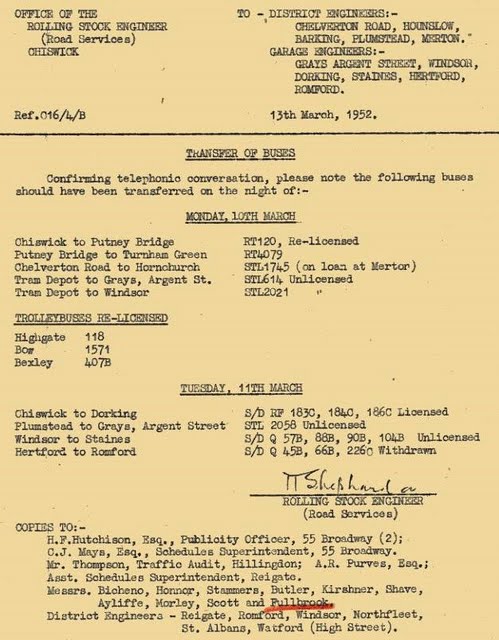 OFFICE OF THE
ROLLING STOCK ENGINEER
(Road Services)
CHISWICK
TO - DISTRICT ENGINEERS:-
CHELVERTON ROAD, HOUNSLOW,
BARKING, PLUMSTEAD, MERTON."
GARAGE ENGINEERS:-
GRAYS ARGENT STREET, WINDSOR,
DORKING, STAINES, HERTFORD,
ROMFORD.
Ref.016/4/B
13th March, 1952.
TRANSFER OF BUSES
Confirming telephonic conversation, please note the following buses
should have been transferred on the night of:-
MONDAY, 10TH MARCH
Chiswick to Putney Bridge RT120, Re-licensed
Putney Bridge to Turnham Green RT4079
Chelverton Road to Hornchurch STL1745 (on loan at Mertor)
Tram Depot to Grays, Argent St. STL614 Unlicensed
Tram Depot to Windsor STL2021 "
TROLLEYBUSES RE-LICENSED
Highgate 118
Bow 1571
Bexley 407B
TUESDAY, 11TH MARCH
Chiswick to Dorking S/D RF 183C, 184C, 186C Licensed
Plumstead to Grays, Argent Street STL 2058 Unlicensed
Windsor to Staines S/D Q 57B, 88B, 90B, 104B Unlicensed
Hertford to Romford S/D Q 45B, 66B, 226C Withdrawn
ROLLING STOCK ENGINEER
(Road Services)
COPIES TO:-
H.F.Hutchison, Esq., Publicity Officer, 55 Broadway (2);
C.J. Mays, Esq., Schedules Superintendent, 55 Broadway.
Mr. Thompson, Traffic Audit, Hillingdon; A.R. Purves, Esq.;
Asst. Schedules Superintendent, Reigate.
Messrs. Bicheno, Honnor, Stammers, Butler, Kirshner, Shave,
Ayliffe, Morley, Scott and Fullbrook.
District Engineers - Reigate, Romford, Windsor, Northfleet,
St. Albans, Watford (High Street).